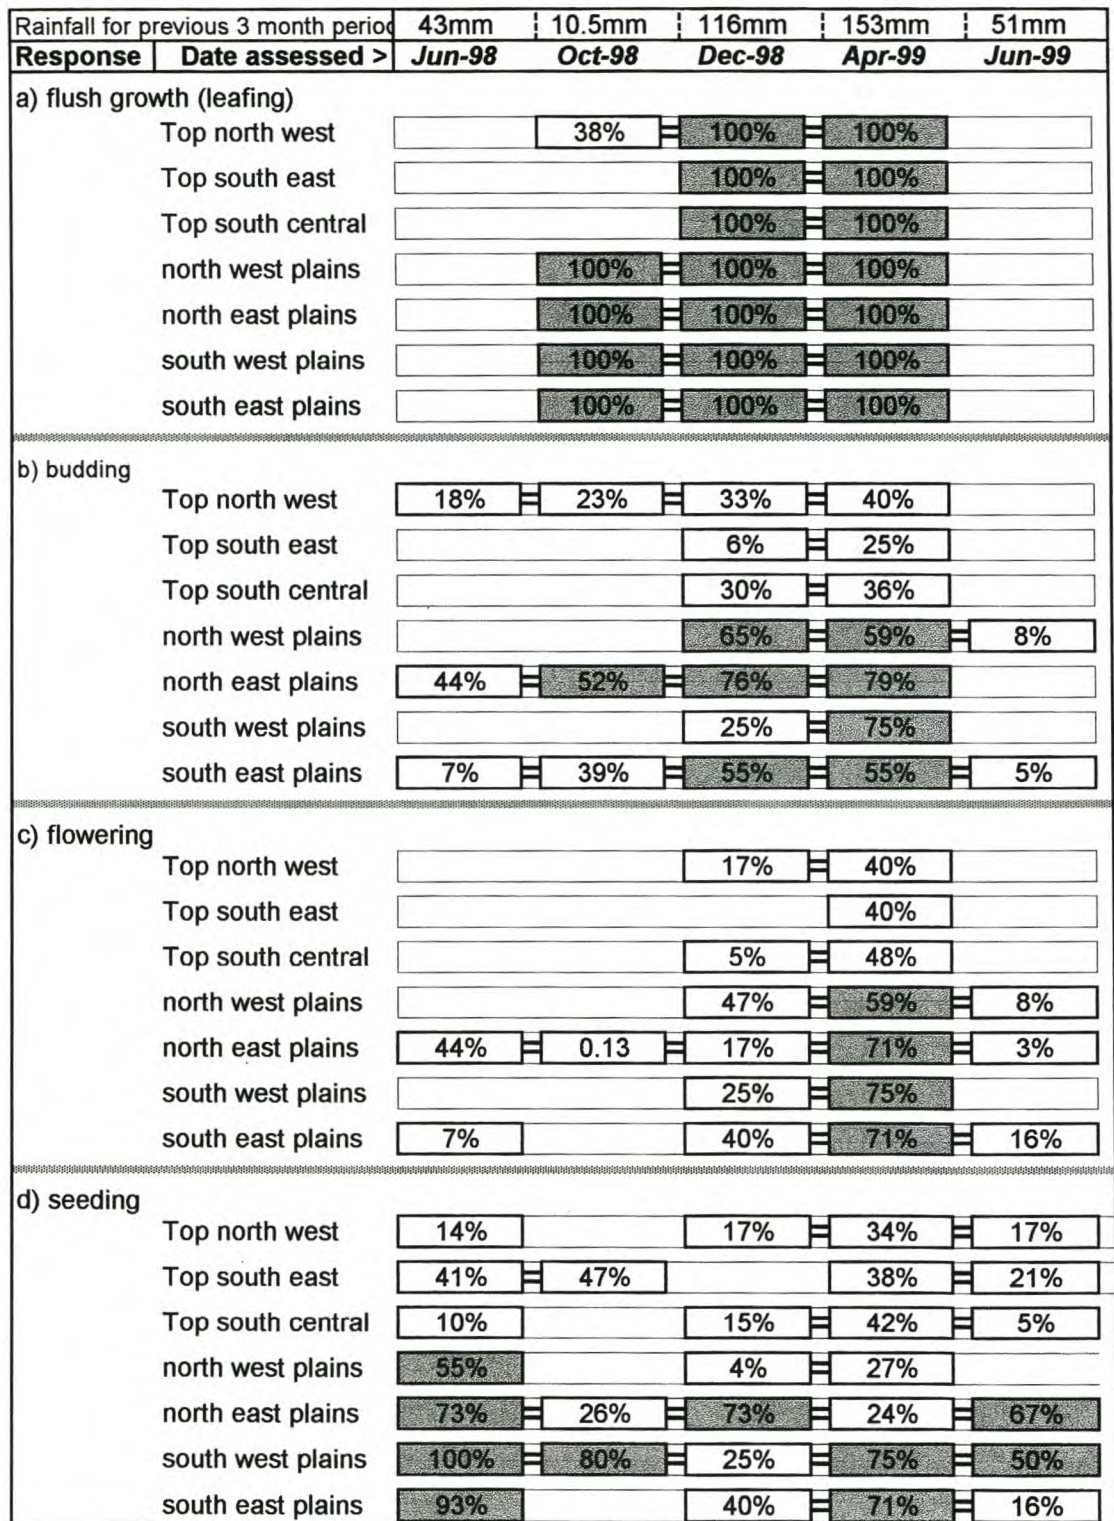 Rainfall for previous 3 month period 43mm 10.5mm 116mm 153mm 51mm
Response Date assessed > Jun-98 Oct-98 Dec-98 Apr-99 Jun-99
a) flush growth (leafing)
Top north west 38% 100% 100%
Top south east 100% 100%
Top south central 100% 100%
north west plains 100% 100% 100%
north east plains 100% 100% 100%
south west plains 100% 100% 100%
south east plains 100% 100% 100%
b) budding
Top north west 18% 23% 33% 40%
Top south east 6% 25%
Top south central 30% 36%
north west plains 65% 59% 8%
north east plains 44% 52% 76% 79%
south west plains 25% 75%
south east plains 7% 39% 55% 55% 5%
c) flowering
Top north west 17% 40%
Top south east 40%
Top south central 5% 48%
north west plains 47% 59% 8%
north east plains 44% 0.13 17% 71% 3%
south west plains 25% 75%
south east plains 7% 40% 71% 16%
d) seeding
Top north west 14% 17% 34% 17%
Top south east 41% 47% 38% 21%
Top south central 10% 15% 42% 5%
north west plains 55% 4% 27%
north east plains 73% 26% 73% 24% 67%
south west plains 100% 80% 25% 75% 50%
south east plains 93% 40% 71% 16%